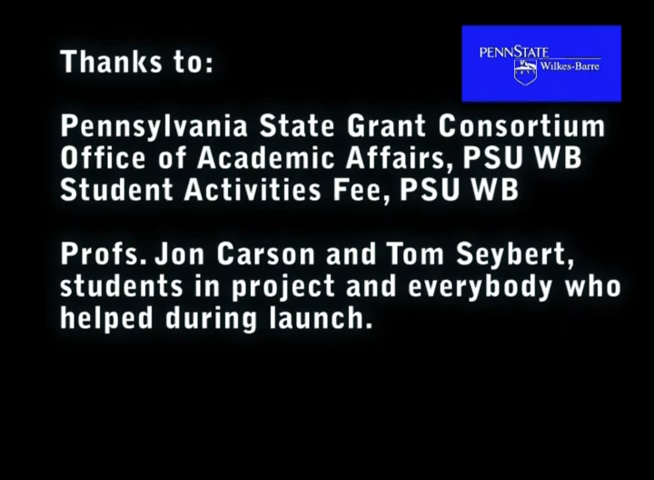 Thanks to:
PENNSTATE
Wilkes-Barre
Pennsylvania State Grant Consortium
Office of Academic Affairs, PSU WB
Student Activities Fee, PSU WB
Profs. Jon Carson and Tom Seybert,
students in project and everybody who
helped during launch.